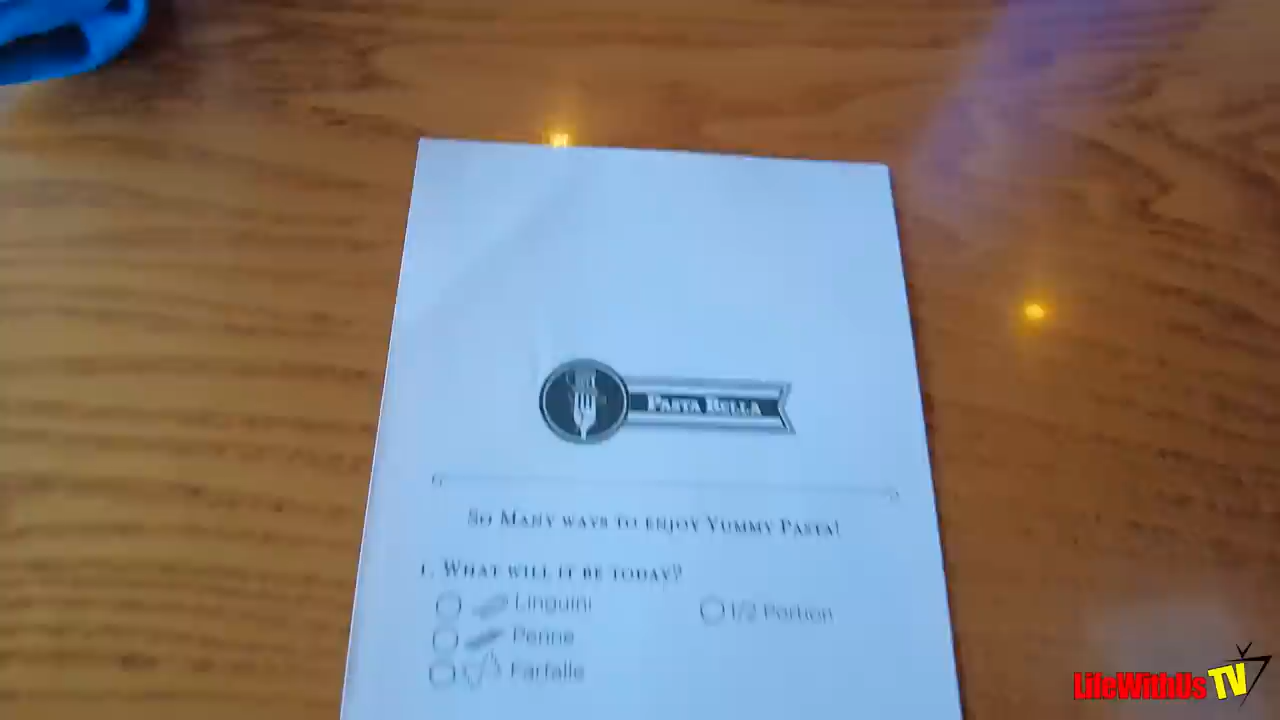 PASTA BELLA
SO MANY WAYS TO ENJOY YUMMY PASTA!
1. WHAT WILL IT BE TODAY?
Linguini
1/2 Portion
Penne
Farfalle
LifeWithUs TV